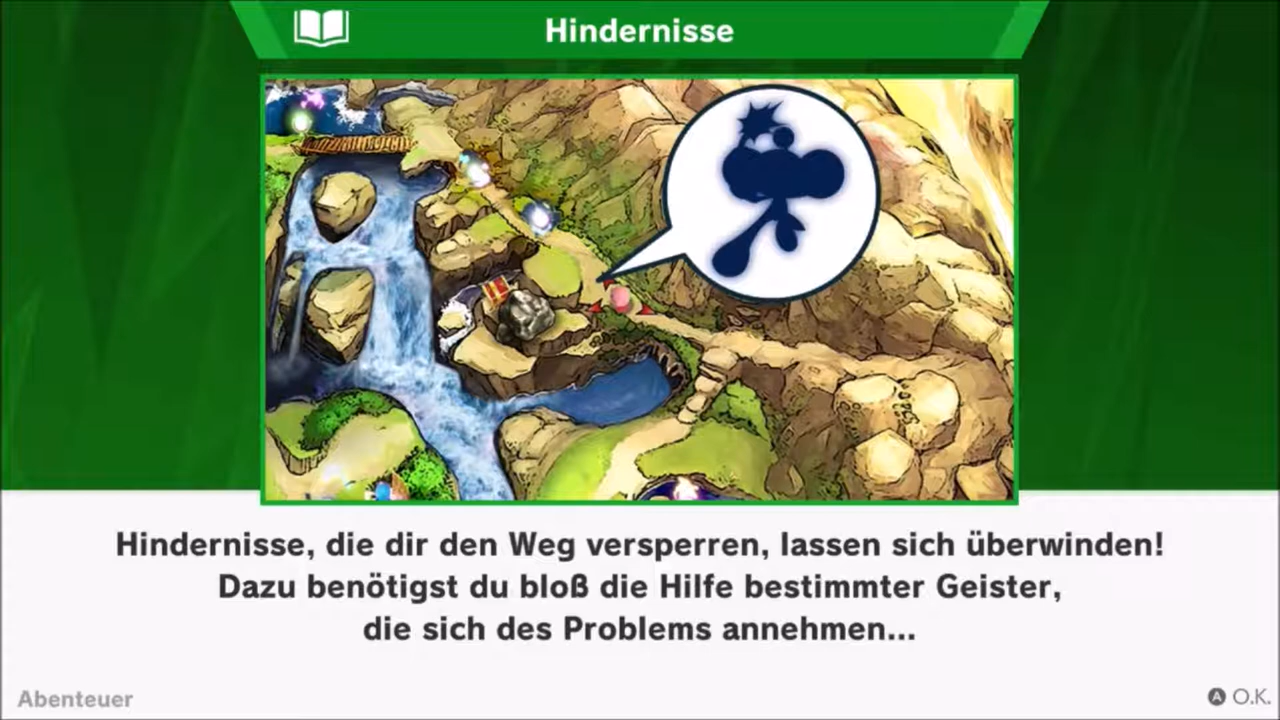 Hindernisse
Hindernisse, die dir den Weg versperren, lassen sich überwinden!
Dazu benötigst du bloß die Hilfe bestimmter Geister,
die sich des Problems annehmen...
Abenteuer
A O.K.